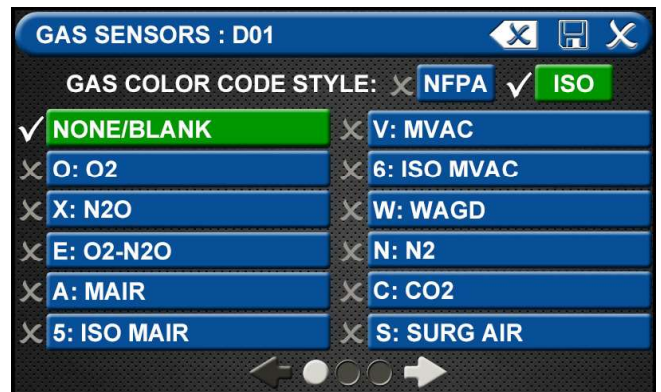 GAS SENSORS : D01
GAS COLOR CODE STYLE: NFPA ISO
NONE/BLANK
O: O2
X: N2O
E: O2-N2O
A: MAIR
5: ISO MAIR
V: MVAC
6: ISO MVAC
W: WAGD
N: N2
C: CO2
S: SURG AIR